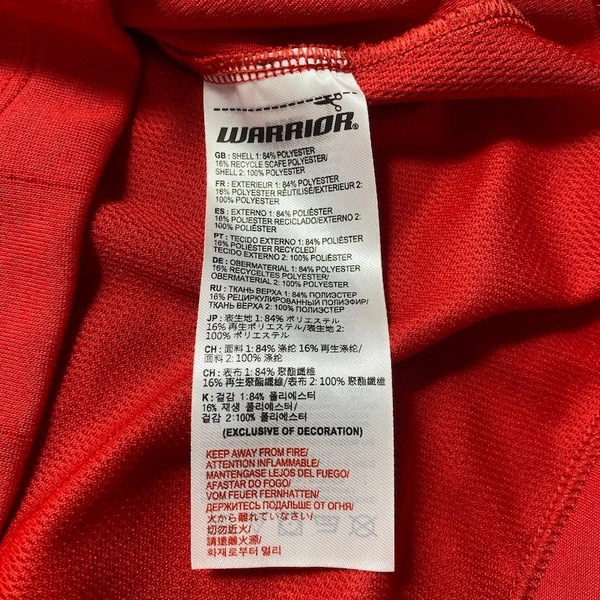 WARRIOR®
GB : SHELL 1: 84% POLYESTER
16% RECYCLE SCAFE POLYESTER/
SHELL 2: 100% POLYESTER
FR : EXTERIEUR 1: 84% POLYESTER
16% POLYESTER RÉUTILISÉ/EXTERIEUR 2:
100% POLYESTER
ES : EXTERNO 1: 84% POLIÉSTER
16% POLIESTER RECICLADO/EXTERNO 2:
100% POLIÉSTER
PT : TECIDO EXTERNO 1: 84% POLIÉSTER
16% POLIÉSTER RECYCLED/
TECIDO EXTERNO 2: 100% POLIÉSTER
DE : OBERMATERIAL 1: 84% POLYESTER
16% RECYCELTES POLYESTER/
OBERMATERIAL 2: 100% POLYESTER
RU : ТКАНЬ ВЕРХА 1: 84% ПОЛИЭСТЕР
16% РЕЦИРКУЛИРОВАННЫЙ ПОЛИЭФИР/
ТКАНЬ ВЕРХА 2: 100% ПОЛИЭСТЕР
JP : 表生地 1: 84% ポリエステル
16% 再生ポリエステル/表生地 2:
100% ポリエステル
CH : 面料 1: 84% 涤纶 16% 再生涤纶/
面料 2: 100% 涤纶
CH : 表布 1: 84% 聚酯纖維
16% 再生聚酯纖維/表布 2: 100% 聚酯纖維
K : 겉감 1:84% 폴리에스터
16% 재생 폴리에스터/
겉감 2:100% 폴리에스터
(EXCLUSIVE OF DECORATION)
KEEP AWAY FROM FIRE/
ATTENTION INFLAMMABLE/
MANTENGASE LEJOS DEL FUEGO/
AFASTAR DO FOGO/
VOM FEUER FERNHATTEN/
ДЕРЖИТЕСЬ ПОДАЛЬШЕ ОТ ОГНЯ/
火から離れていなさい/
切勿近火/
請遠離火源/
화재로부터 멀리